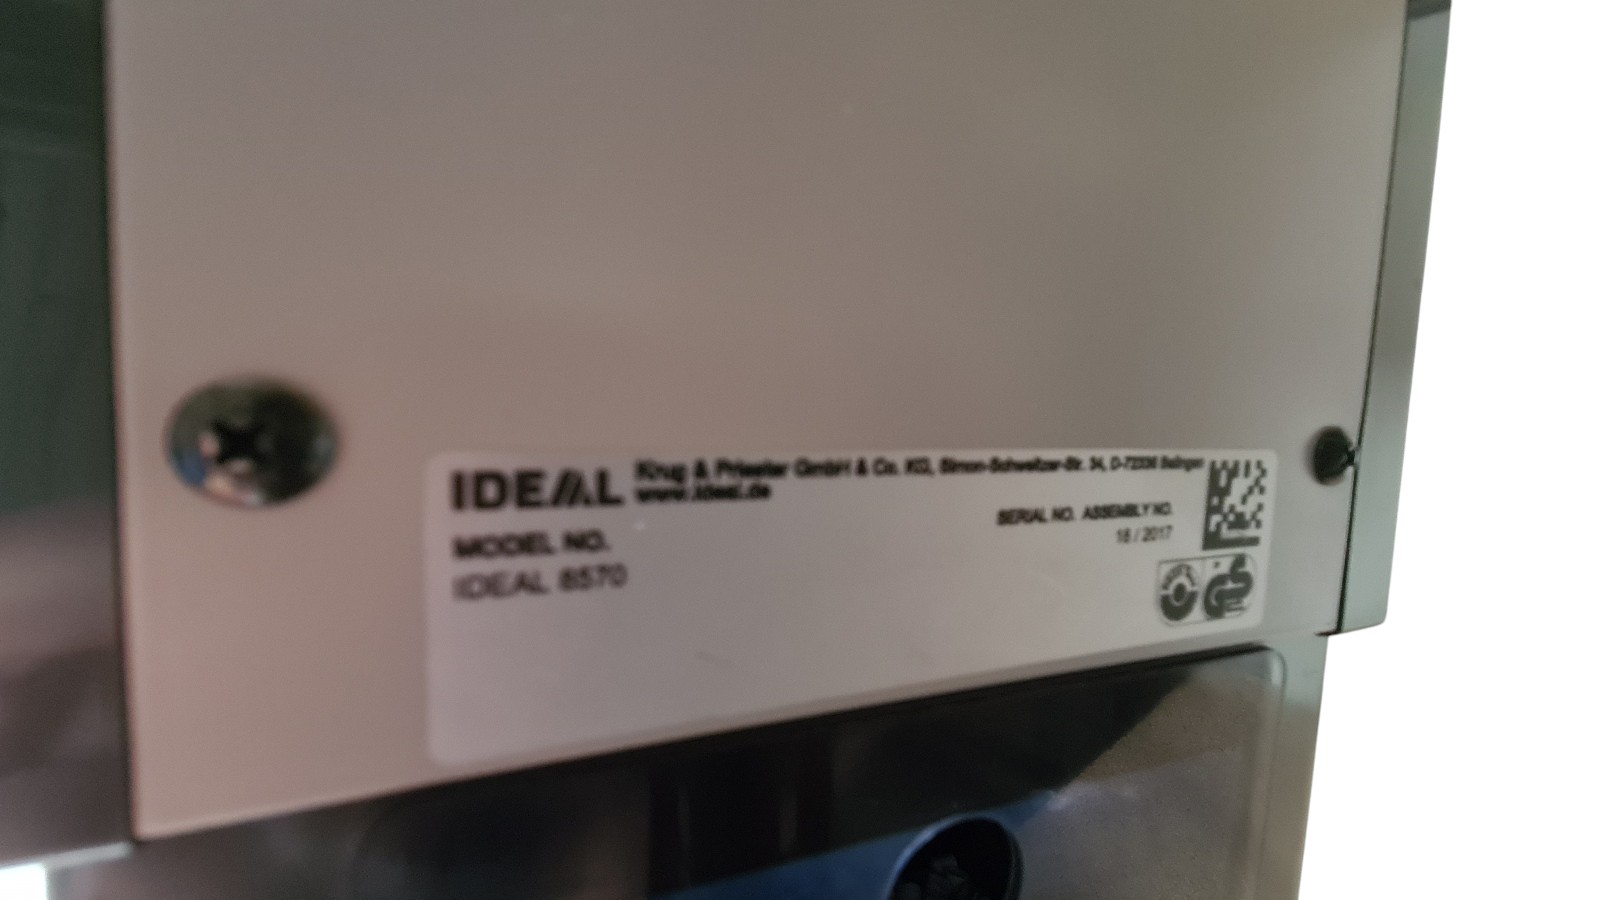 IDEAL Krug & Priester GmbH & Co. KG, Simon-Schweitzer-Str. 34, D-72336 Balingen
www.ideal.de
SERIAL NO. ASSEMBLY NO.
18 / 2017
MODEL NO.
IDEAL 8570